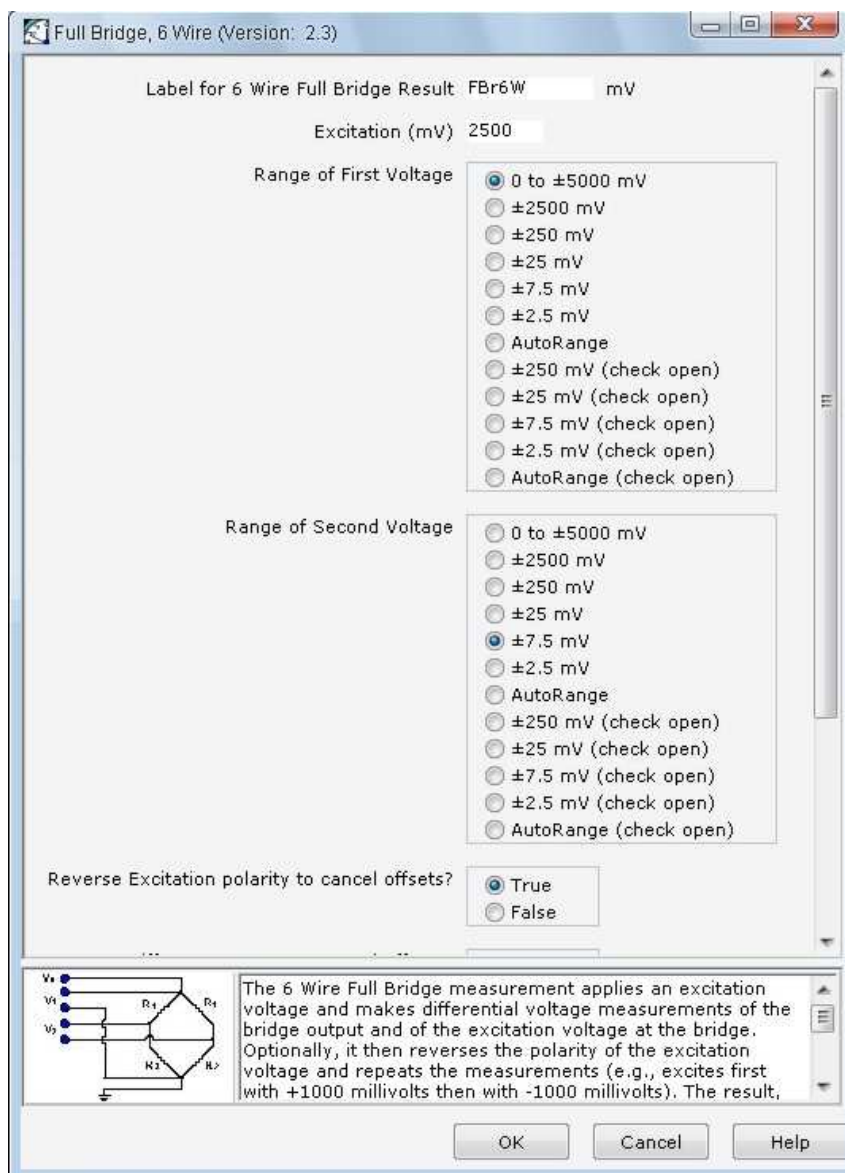 Full Bridge, 6 Wire (Version: 2.3)
Label for 6 Wire Full Bridge Result FBr6W mV
Excitation (mV) 2500
Range of First Voltage
0 to ±5000 mV
±2500 mV
±250 mV
±25 mV
±7.5 mV
±2.5 mV
AutoRange
±250 mV (check open)
±25 mV (check open)
±7.5 mV (check open)
±2.5 mV (check open)
AutoRange (check open)
Range of Second Voltage
0 to ±5000 mV
±2500 mV
±250 mV
±25 mV
±7.5 mV
±2.5 mV
AutoRange
±250 mV (check open)
±25 mV (check open)
±7.5 mV (check open)
±2.5 mV (check open)
AutoRange (check open)
Reverse Excitation polarity to cancel offsets?
True
False
The 6 Wire Full Bridge measurement applies an excitation
voltage and makes differential voltage measurements of the
bridge output and of the excitation voltage at the bridge.
Optionally, it then reverses the polarity of the excitation
voltage and repeats the measurements (e.g., excites first
with +1000 millivolts then with -1000 millivolts). The result,
OK Cancel Help